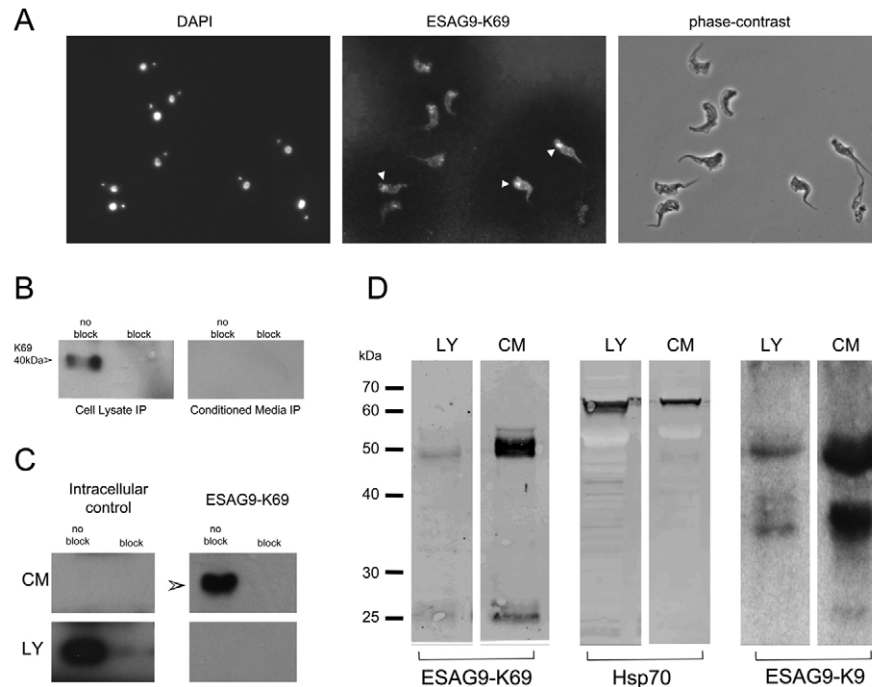 A
DAPI
ESAG9-K69
phase-contrast
B
no block
block
no block
block
K69
40kDa>
Cell Lysate IP
Conditioned Media IP
C
Intracellular control
ESAG9-K69
no block
block
no block
block
CM
LY
D
LY
CM
LY
CM
LY
CM
kDa
70
60
50
40
30
25
ESAG9-K69
Hsp70
ESAG9-K9